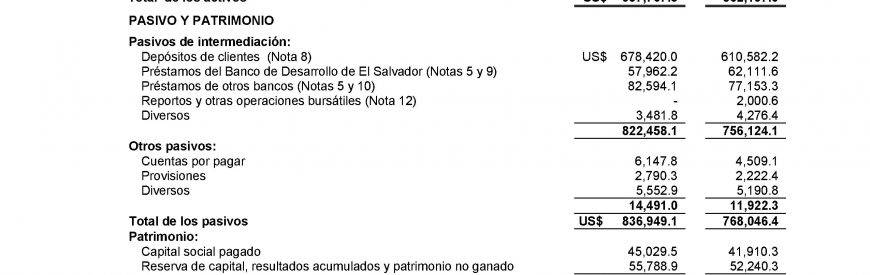 PASIVO Y PATRIMONIO
Pasivos de intermediación:
Depósitos de clientes (Nota 8) US$ 678,420.0 610,582.2
Préstamos del Banco de Desarrollo de El Salvador (Notas 5 y 9) 57,962.2 62,111.6
Préstamos de otros bancos (Notas 5 y 10) 82,594.1 77,153.3
Reportos y otras operaciones bursátiles (Nota 12) - 2,000.6
Diversos 3,481.8 4,276.4
822,458.1 756,124.1
Otros pasivos:
Cuentas por pagar 6,147.8 4,509.1
Provisiones 2,790.3 2,222.4
Diversos 5,552.9 5,190.8
14,491.0 11,922.3
Total de los pasivos US$ 836,949.1 768,046.4
Patrimonio:
Capital social pagado 45,029.5 41,910.3
Reserva de capital, resultados acumulados y patrimonio no ganado 55,788.9 52,240.3